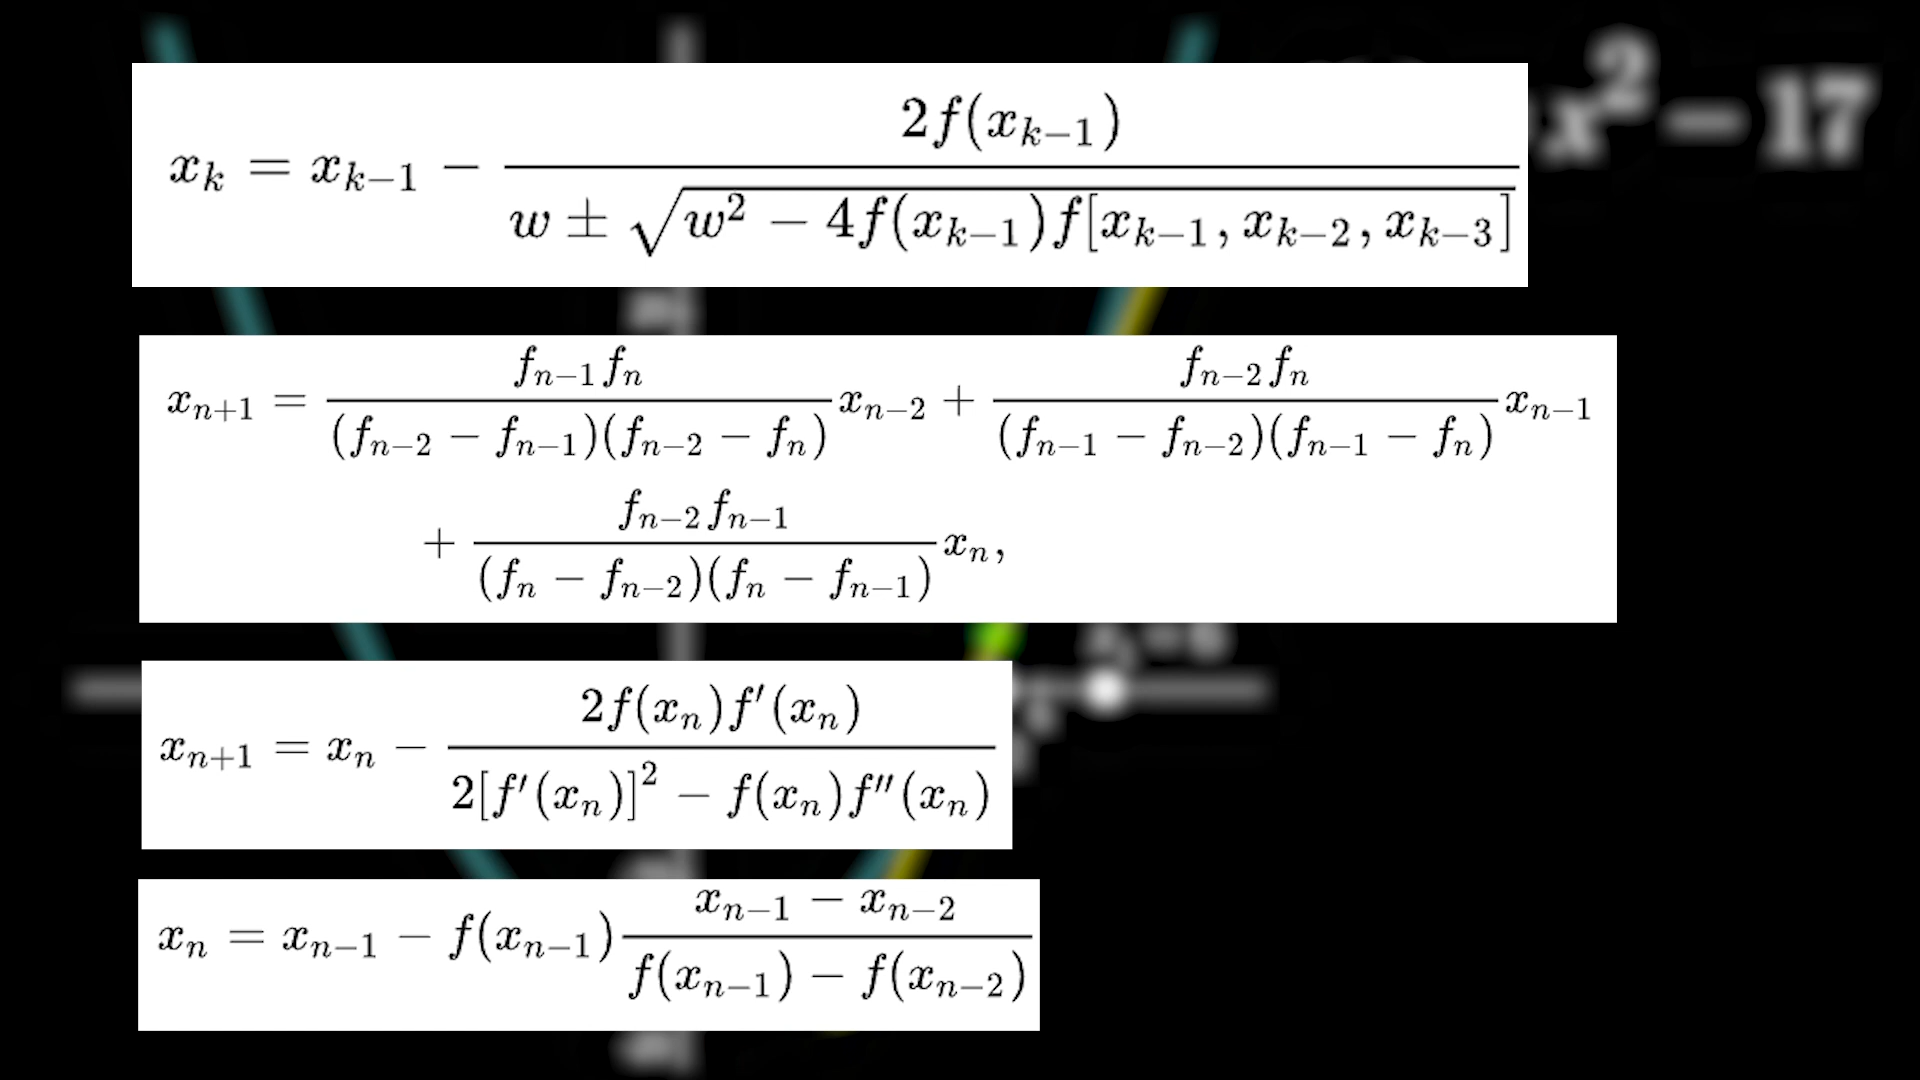 x² − 17
x_k = x_{k−1} − \frac{2f(x_{k−1})}{w ± \sqrt{w² − 4f(x_{k−1})f[x_{k−1}, x_{k−2}, x_{k−3}]}}
x_{n+1} = \frac{f_{n−1}f_n}{(f_{n−2} − f_{n−1})(f_{n−2} − f_n)} x_{n−2} + \frac{f_{n−2}f_n}{(f_{n−1} − f_{n−2})(f_{n−1} − f_n)} x_{n−1}
+ \frac{f_{n−2}f_{n−1}}{(f_n − f_{n−2})(f_n − f_{n−1})} x_n,
x_{n+1} = x_n − \frac{2f(x_n)f′(x_n)}{2[f′(x_n)]² − f(x_n)f″(x_n)}
x_n = x_{n−1} − f(x_{n−1}) \frac{x_{n−1} − x_{n−2}}{f(x_{n−1}) − f(x_{n−2})}